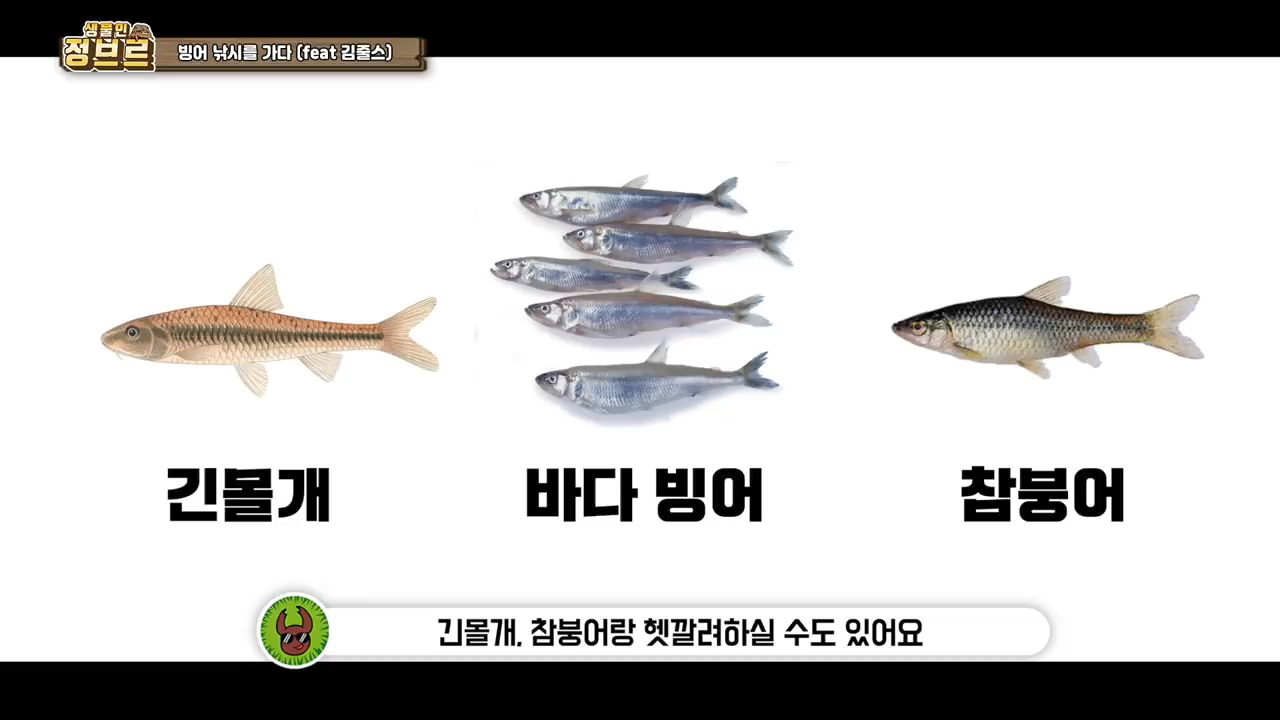 생물인
정브르
빙어 낚시를 가다 (feat 김줄스)
긴몰개
바다 빙어
참붕어
긴몰개, 참붕어랑 헷깔려하실 수도 있어요